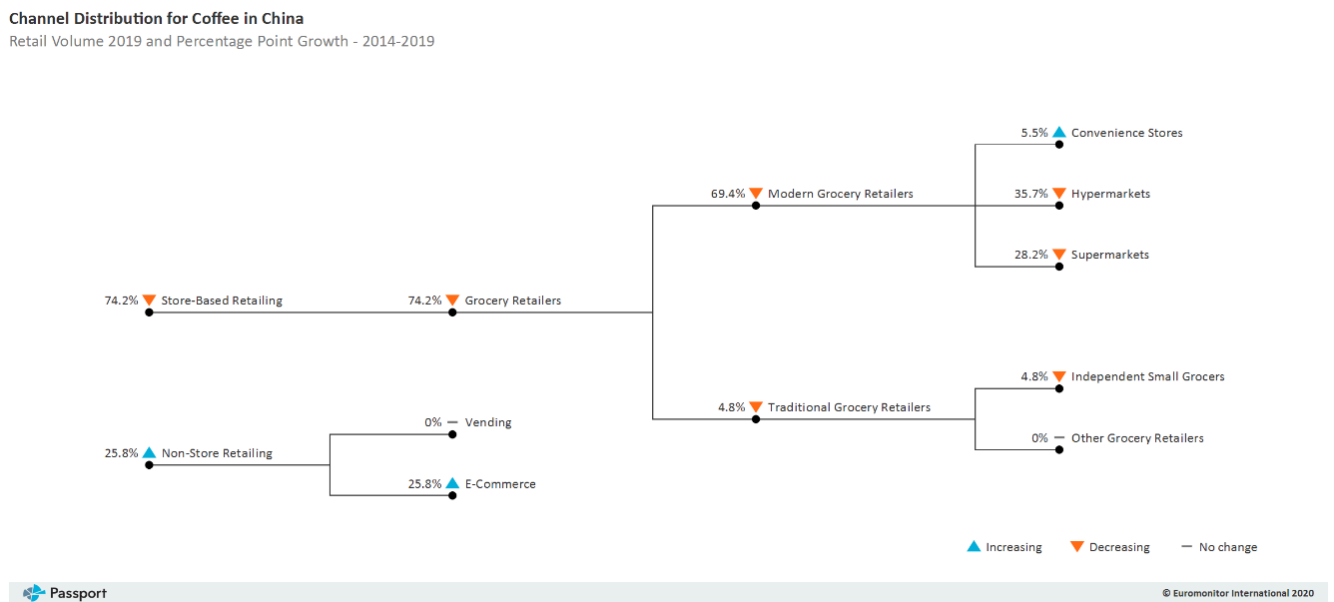 Channel Distribution for Coffee in China
Retail Volume 2019 and Percentage Point Growth - 2014-2019
5.5% Convenience Stores
69.4% Modern Grocery Retailers
35.7% Hypermarkets
28.2% Supermarkets
74.2% Store-Based Retailing
74.2% Grocery Retailers
4.8% Independent Small Grocers
4.8% Traditional Grocery Retailers
0% Vending
0% Other Grocery Retailers
25.8% Non-Store Retailing
25.8% E-Commerce
Increasing
Decreasing
No change
Passport
© Euromonitor International 2020